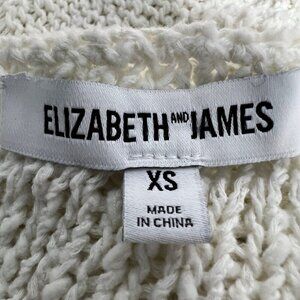 ELIZABETH AND JAMES
XS
MADE
IN CHINA